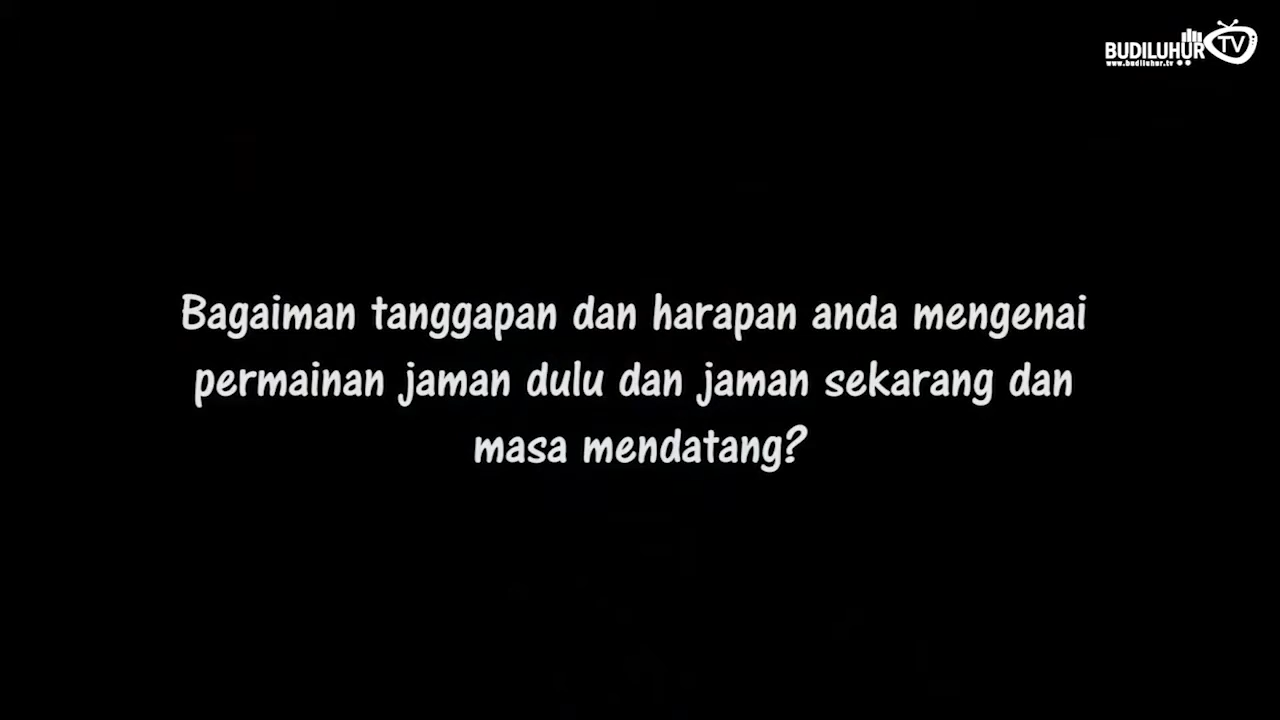 BUDILUHUR TV
www.budiluhur.tv
Bagaiman tanggapan dan harapan anda mengenai
permainan jaman dulu dan jaman sekarang dan
masa mendatang?